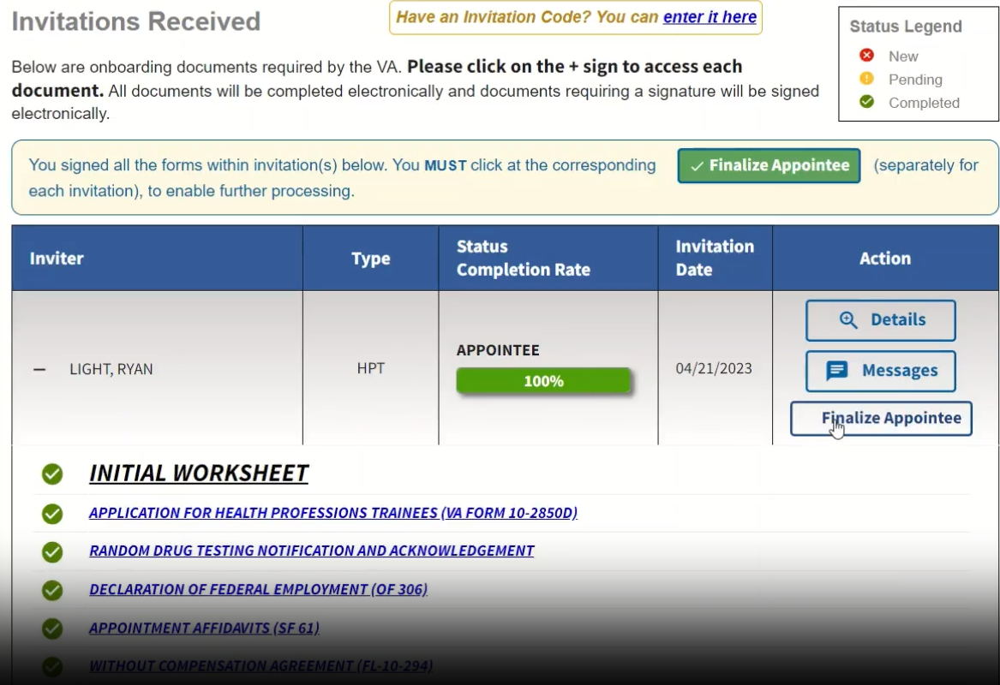 Invitations Received
Have an Invitation Code? You can enter it here
Status Legend
New
Pending
Completed
Below are onboarding documents required by the VA. Please click on the + sign to access each
document. All documents will be completed electronically and documents requiring a signature will be signed
electronically.
You signed all the forms within invitation(s) below. You MUST click at the corresponding Finalize Appointee (separately for
each invitation), to enable further processing.
Inviter Type Status Completion Rate Invitation Date Action
LIGHT, RYAN
HPT
APPOINTEE
100%
04/21/2023
Details
Messages
Finalize Appointee
INITIAL WORKSHEET
APPLICATION FOR HEALTH PROFESSIONS TRAINEES (VA FORM 10-2850D)
RANDOM DRUG TESTING NOTIFICATION AND ACKNOWLEDGEMENT
DECLARATION OF FEDERAL EMPLOYMENT (OF 306)
APPOINTMENT AFFIDAVITS (SF 61)
WITHOUT COMPENSATION AGREEMENT (FL-10-294)